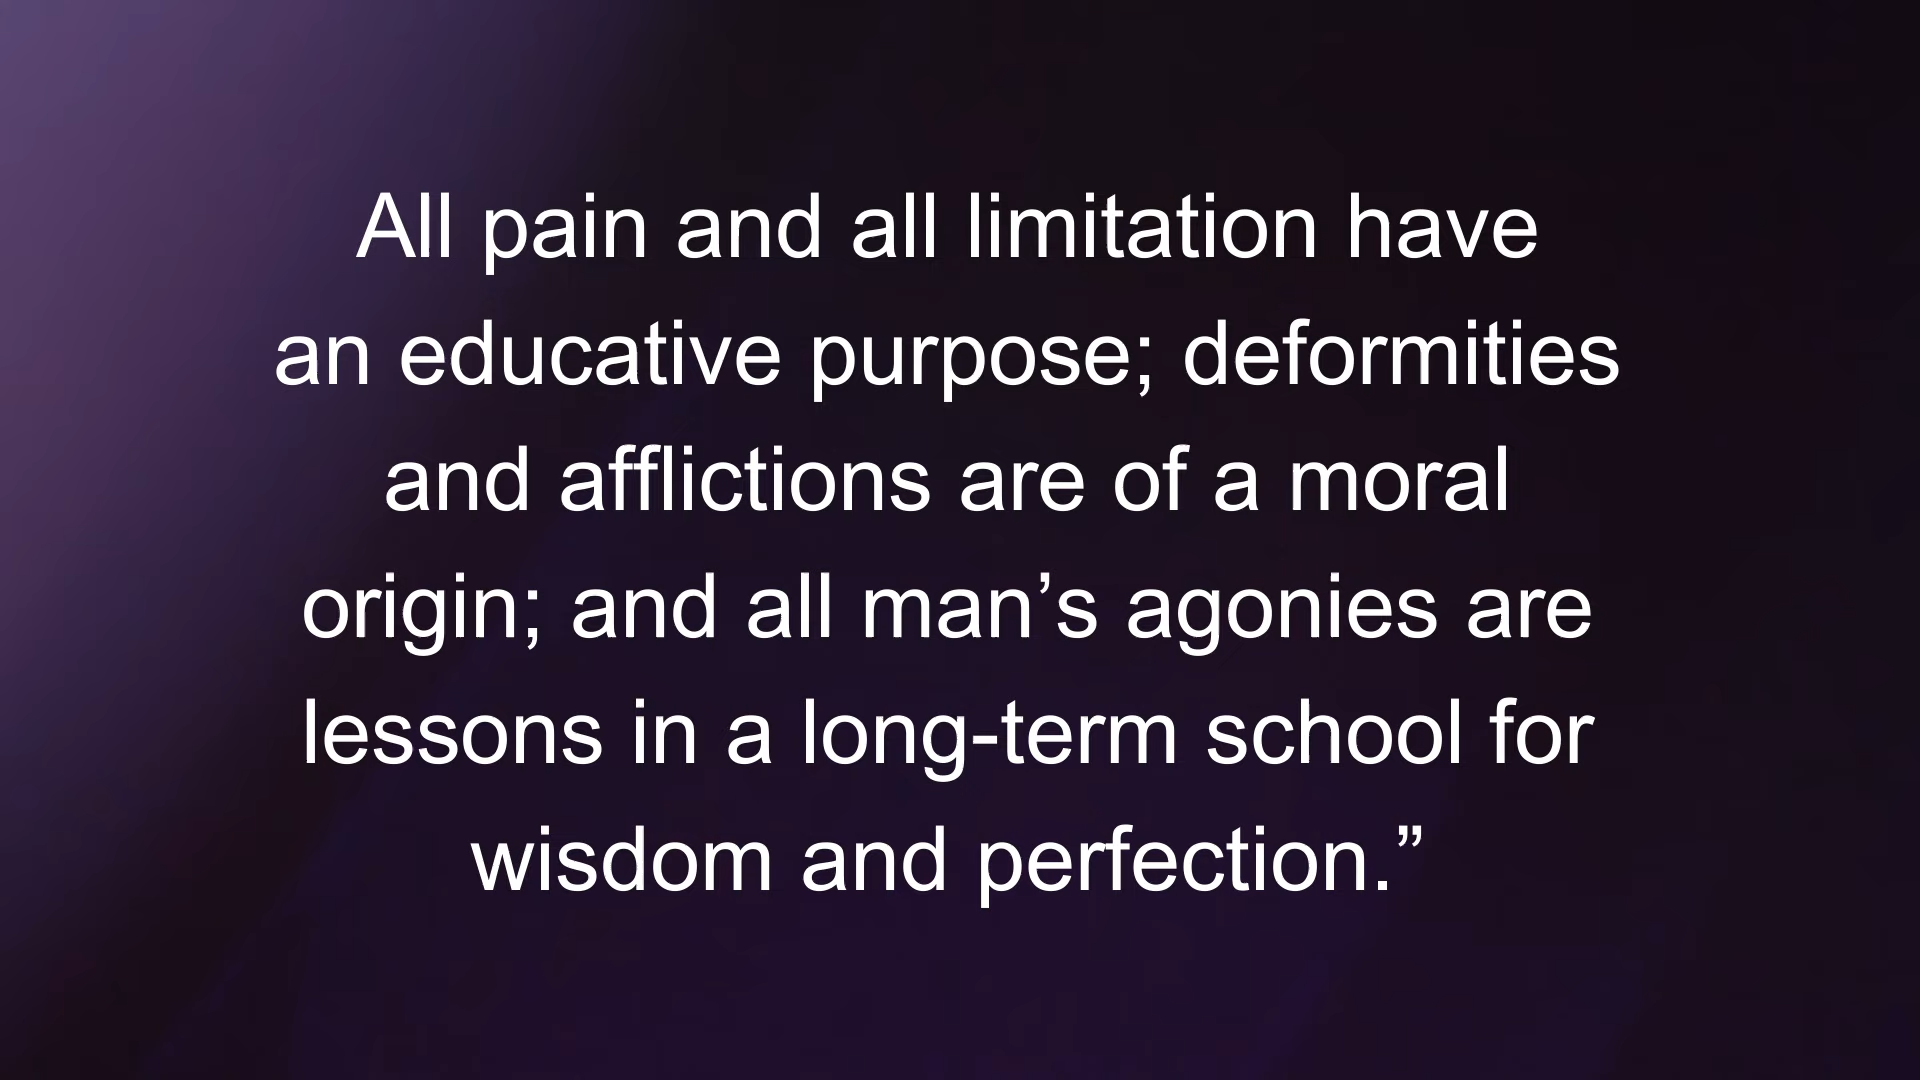 All pain and all limitation have
an educative purpose; deformities
and afflictions are of a moral
origin; and all man’s agonies are
lessons in a long-term school for
wisdom and perfection.”